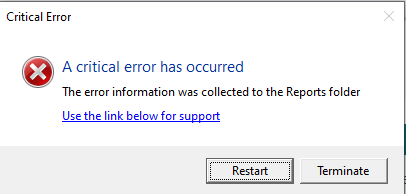 Critical Error
A critical error has occurred
The error information was collected to the Reports folder
Use the link below for support
Restart
Terminate